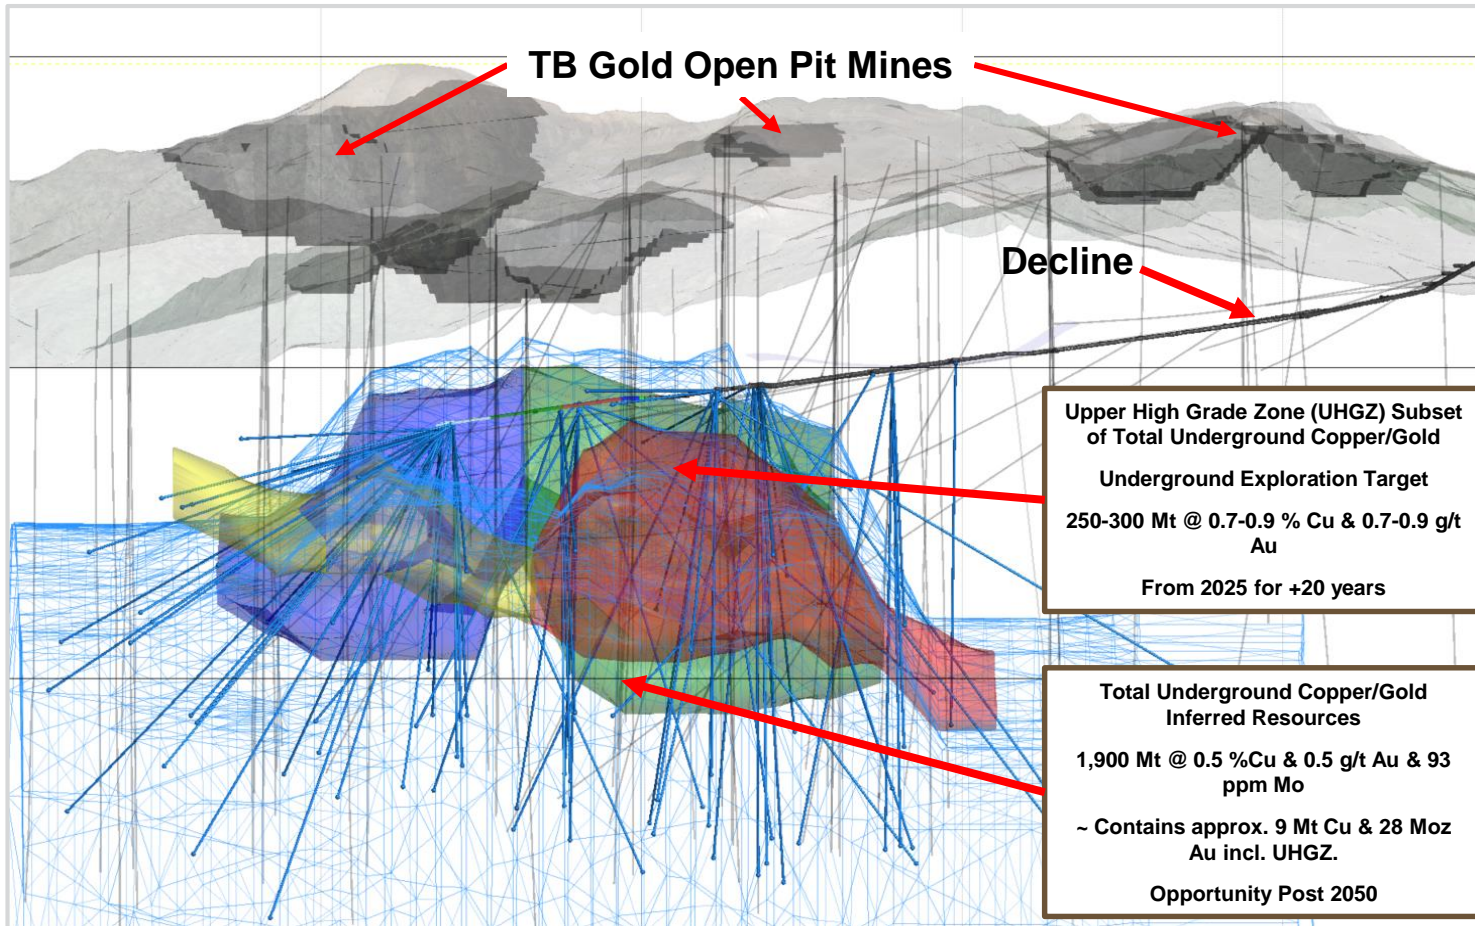 TB Gold Open Pit Mines
Decline
Upper High Grade Zone (UHGZ) Subset
of Total Underground Copper/Gold
Underground Exploration Target
250-300 Mt @ 0.7-0.9 % Cu & 0.7-0.9 g/t
Au
From 2025 for +20 years
Total Underground Copper/Gold
Inferred Resources
1,900 Mt @ 0.5 %Cu & 0.5 g/t Au & 93
ppm Mo
~ Contains approx. 9 Mt Cu & 28 Moz
Au incl. UHGZ.
Opportunity Post 2050